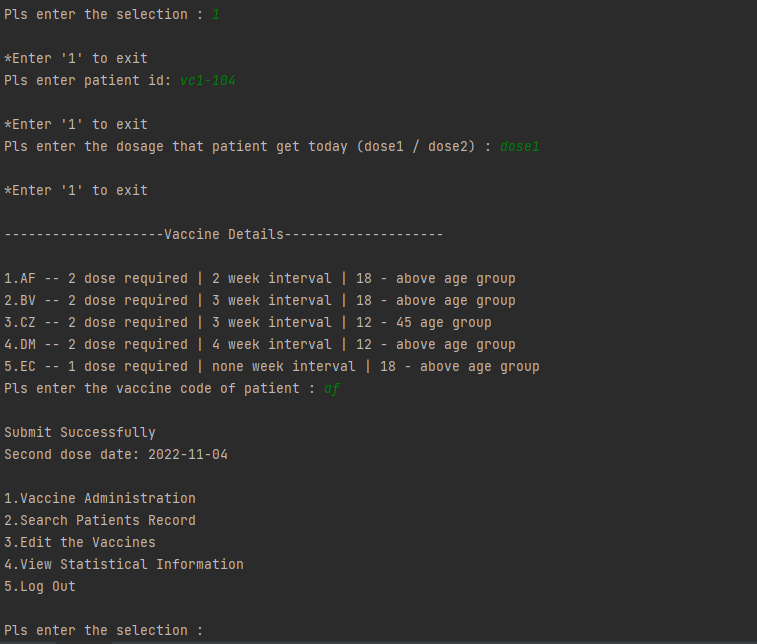 Pls enter the selection : 1
*Enter '1' to exit
Pls enter patient id: vc1-104
*Enter '1' to exit
Pls enter the dosage that patient get today (dose1 / dose2) : dose1
*Enter '1' to exit
--------------------Vaccine Details--------------------
1.AF -- 2 dose required | 2 week interval | 18 - above age group
2.BV -- 2 dose required | 3 week interval | 18 - above age group
3.CZ -- 2 dose required | 3 week interval | 12 - 45 age group
4.DM -- 2 dose required | 4 week interval | 12 - above age group
5.EC -- 1 dose required | none week interval | 18 - above age group
Pls enter the vaccine code of patient : af
Submit Successfully
Second dose date: 2022-11-04
1.Vaccine Administration
2.Search Patients Record
3.Edit the Vaccines
4.View Statistical Information
5.Log Out
Pls enter the selection :